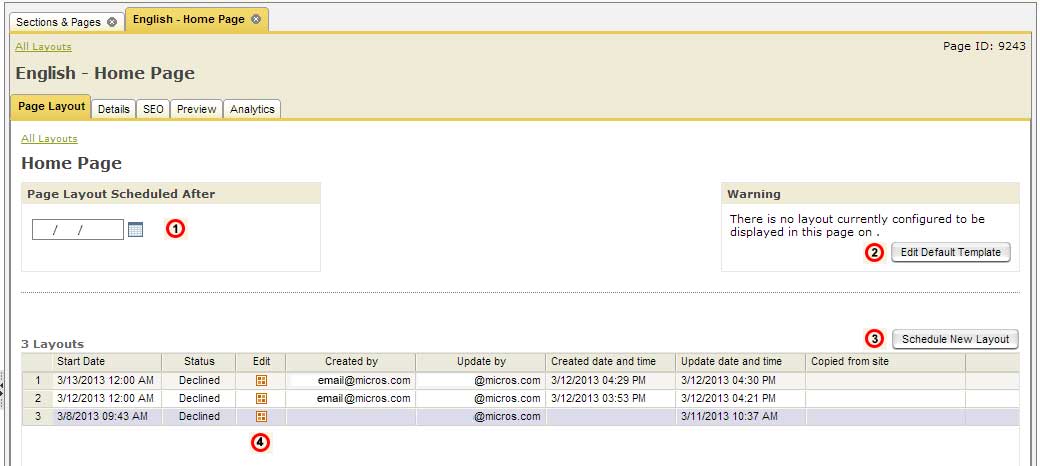 Sections & Pages
English - Home Page
All Layouts
Page ID: 9243
English - Home Page
Page Layout
Details
SEO
Preview
Analytics
All Layouts
Home Page
Page Layout Scheduled After
/ /
1
Warning
There is no layout currently configured to
be displayed in this page on .
2
Edit Default Template
3 Layouts
3
Schedule New Layout
Start Date Status Edit Created by Update by Created date and time Update date and time Copied from site
1 3/13/2013 12:00 AM Declined email@micros.com @micros.com 3/12/2013 04:29 PM 3/12/2013 04:30 PM
2 3/12/2013 12:00 AM Declined email@micros.com @micros.com 3/12/2013 03:53 PM 3/12/2013 04:21 PM
3 3/8/2013 09:43 AM Declined @micros.com 3/11/2013 10:37 AM
4